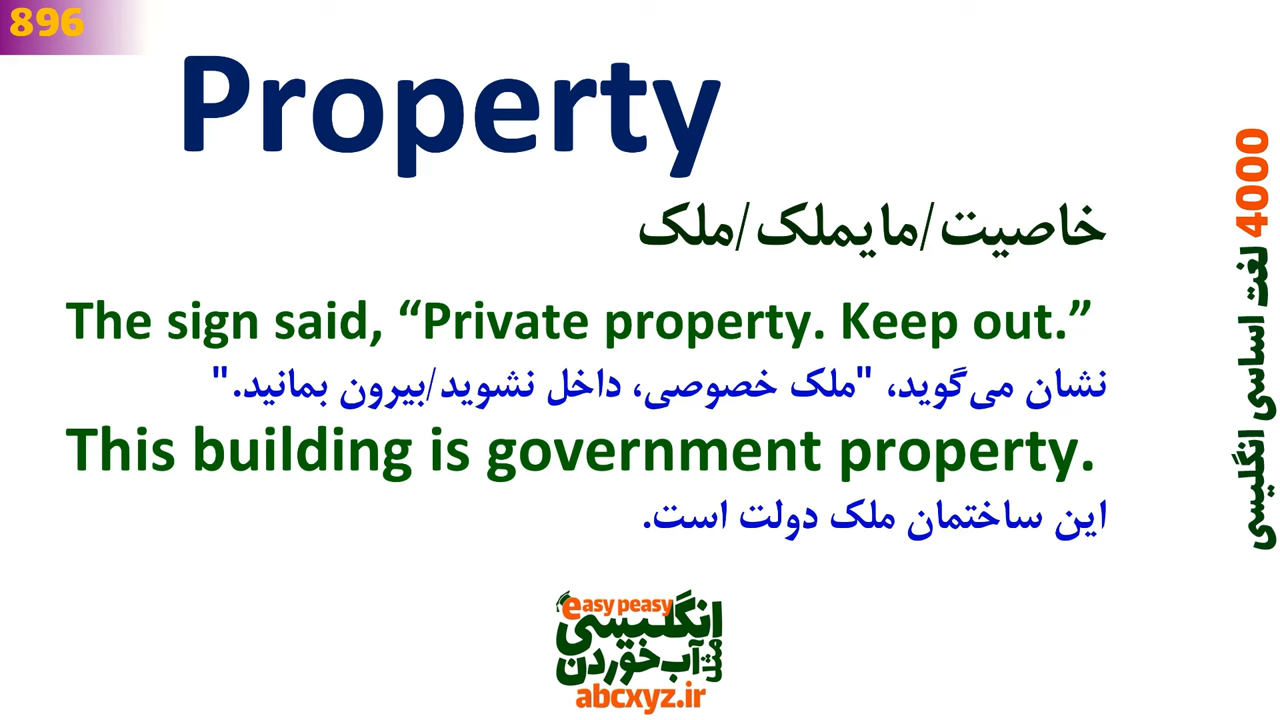 896
Property
خاصیت/مایملک/ملک
The sign said, “Private property. Keep out.”
نشان می‌گوید، "ملک خصوصی، داخل نشوید/بیرون بمانید."
This building is government property.
این ساختمان ملک دولت است.
4000 لغت اساسی انگلیسی
easy peasy
انگلیسی
مثل آب خوردن
abcxyz.ir